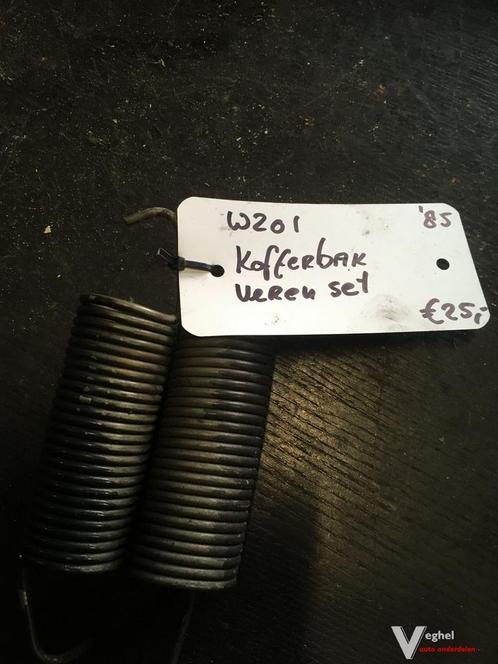 W201 '85
Kofferbak
veren set
€25,-
Veghel
auto onderdelen